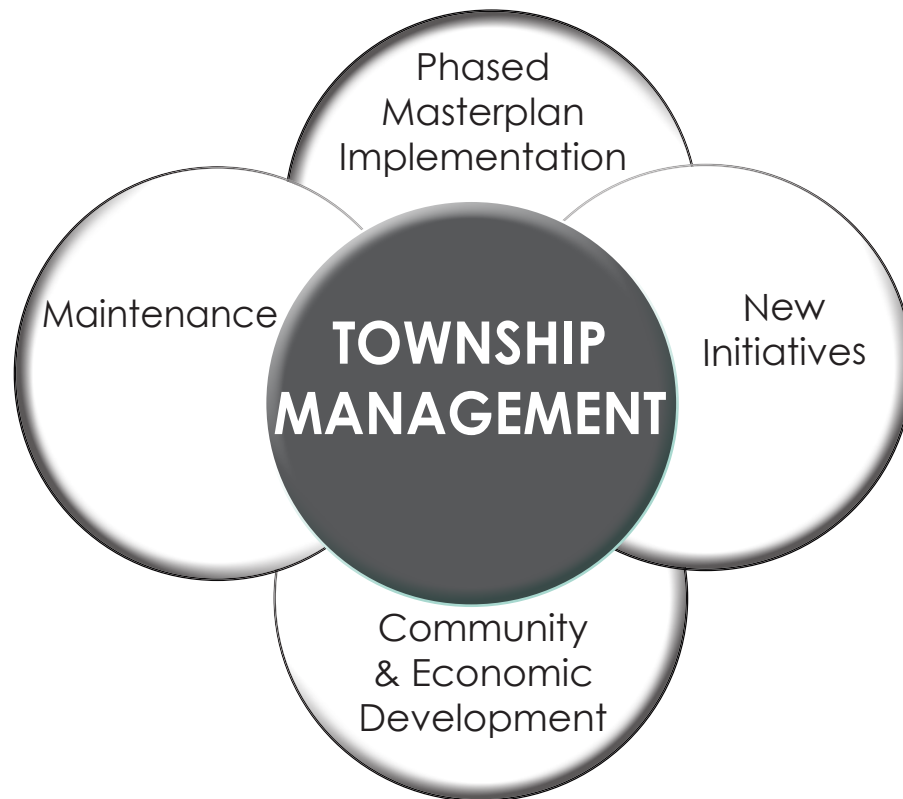 Phased
Masterplan
Implementation
Maintenance
New
Initiatives
TOWNSHIP
MANAGEMENT
Community
& Economic
Development